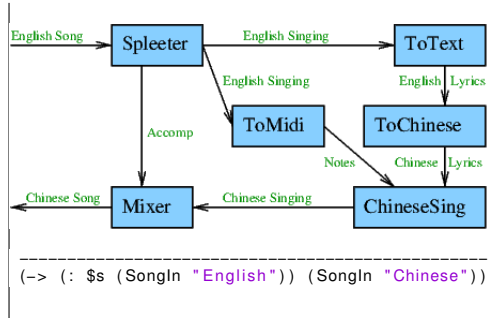 English Song
Spleeter
English Singing
ToText
English Singing
English Lyrics
Accomp
ToMidi
ToChinese
Notes
Chinese Lyrics
Chinese Song
Mixer
Chinese Singing
ChineseSing
(-> (: $s (SongIn "English")) (SongIn "Chinese"))